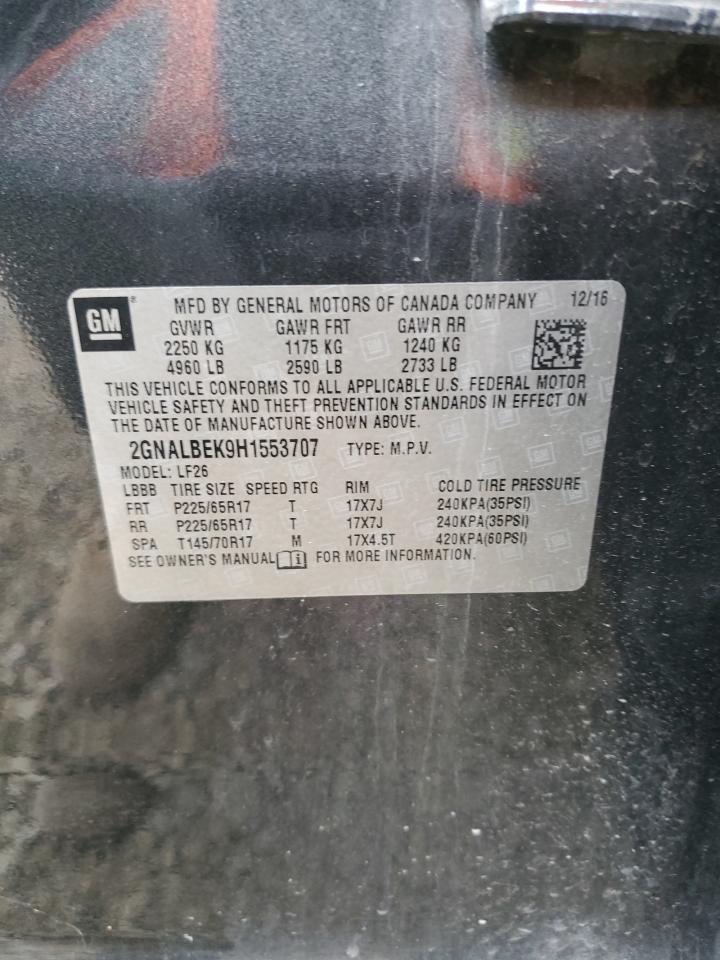 GM ® MFD BY GENERAL MOTORS OF CANADA COMPANY 12/16
GVWR GAWR FRT GAWR RR
2250 KG 1175 KG 1240 KG
4960 LB 2590 LB 2733 LB
THIS VEHICLE CONFORMS TO ALL APPLICABLE U.S. FEDERAL MOTOR
VEHICLE SAFETY AND THEFT PREVENTION STANDARDS IN EFFECT ON
THE DATE OF MANUFACTURE SHOWN ABOVE.
2GNALBEK9H1553707 TYPE: M.P.V.
MODEL: LF26
LBBB TIRE SIZE SPEED RTG RIM COLD TIRE PRESSURE
FRT P225/65R17 T 17X7J 240KPA(35PSI)
RR P225/65R17 T 17X7J 240KPA(35PSI)
SPA T145/70R17 M 17X4.5T 420KPA(60PSI)
SEE OWNER'S MANUAL i FOR MORE INFORMATION.